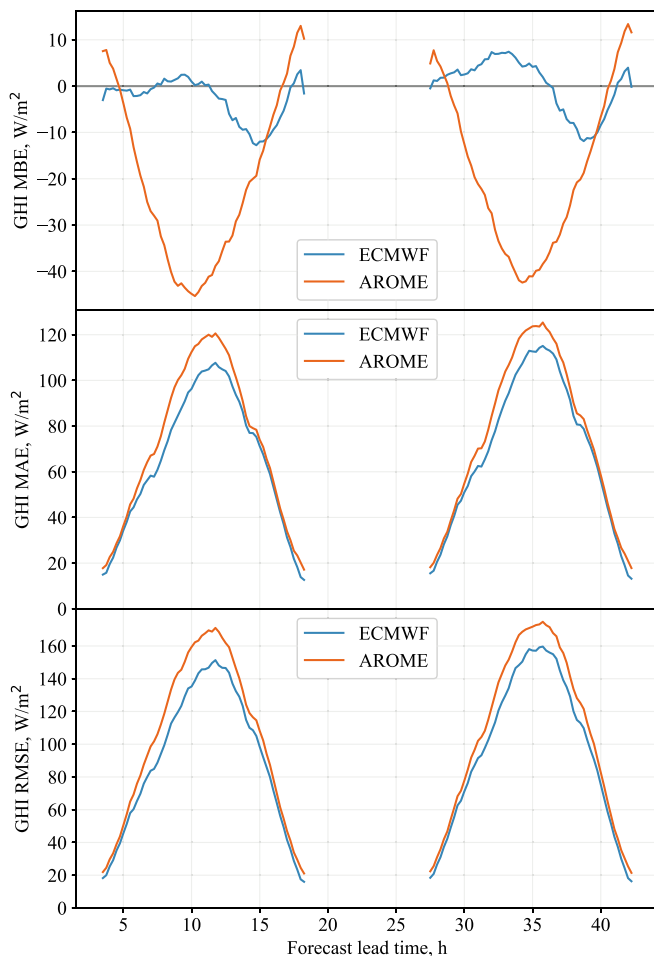 10
0
−10
−20
−30
−40
GHI MBE, W/m²
ECMWF
AROME
120
100
80
60
40
20
0
GHI MAE, W/m²
ECMWF
AROME
160
140
120
100
80
60
40
20
0
GHI RMSE, W/m²
ECMWF
AROME
5 10 15 20 25 30 35 40
Forecast lead time, h